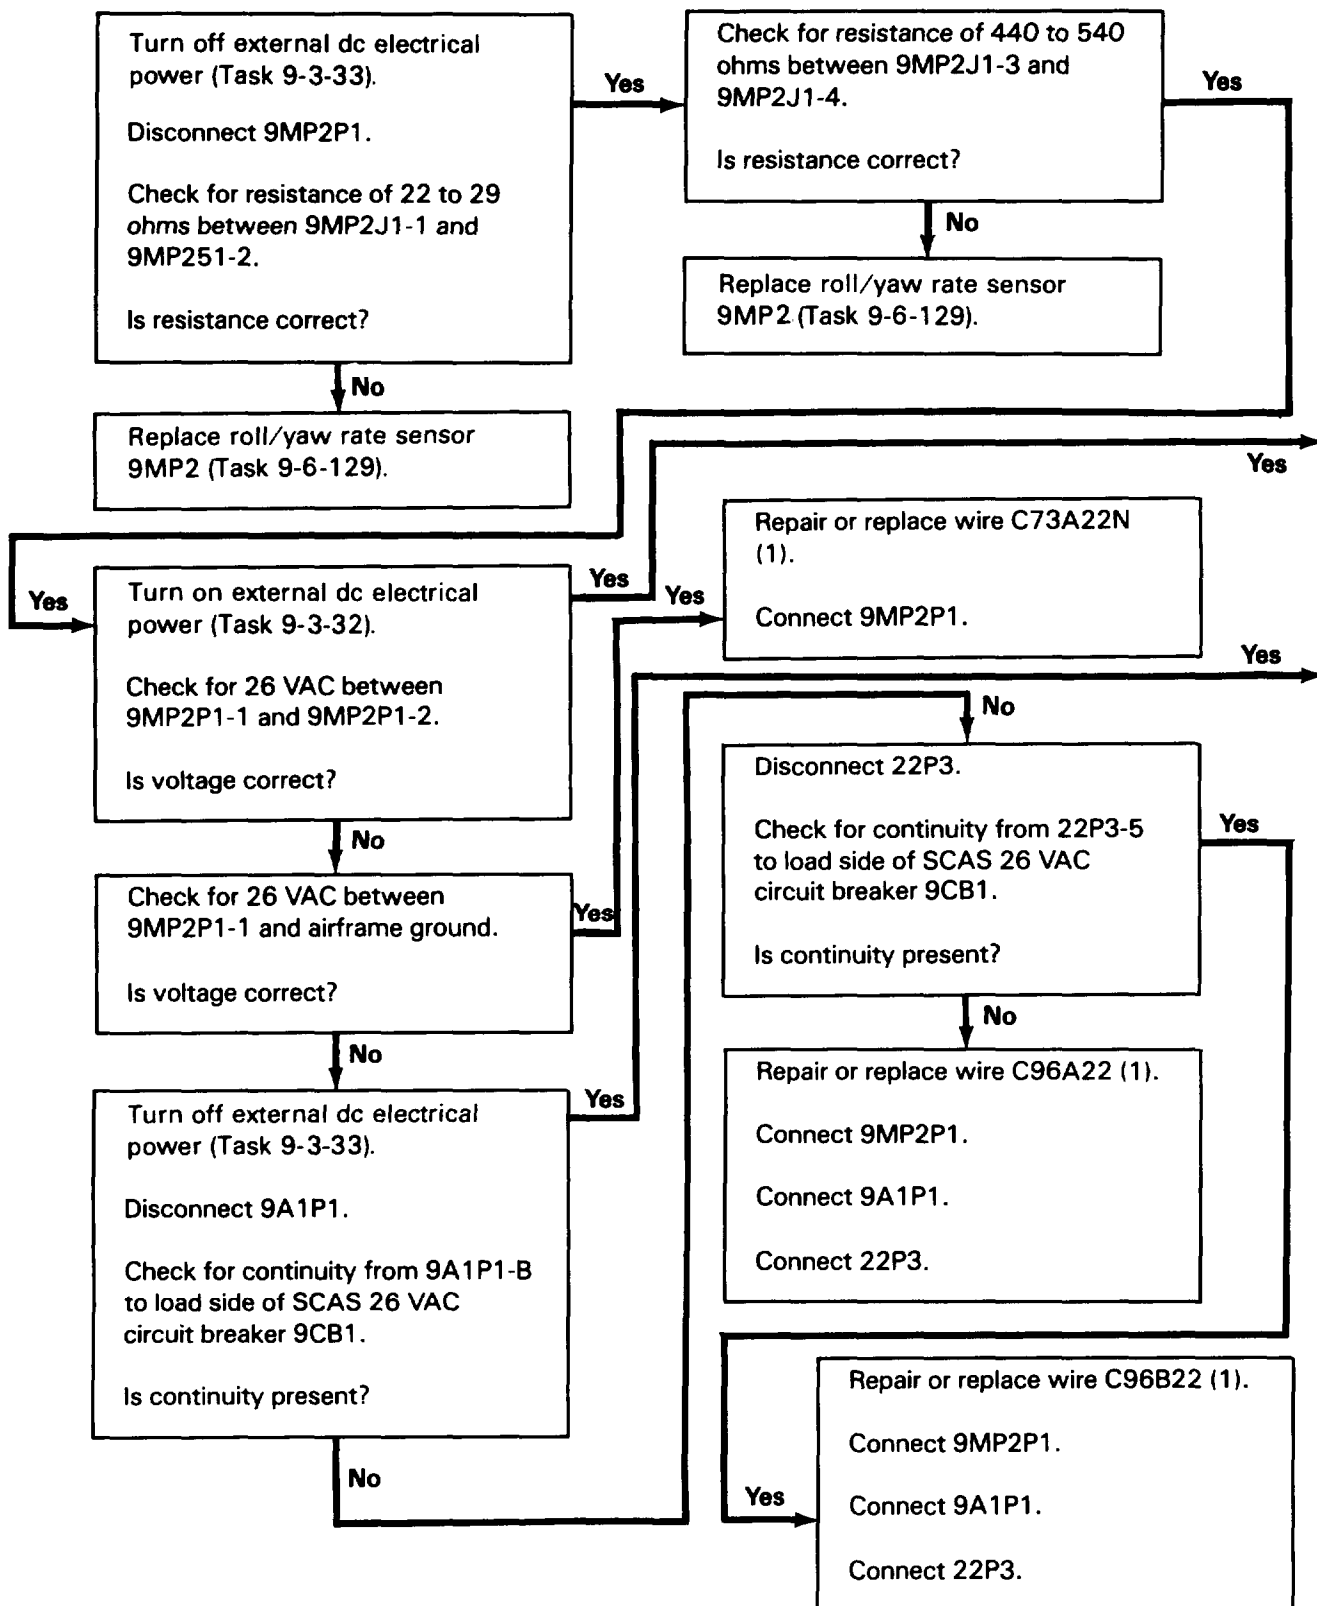 Turn off external dc electrical
power (Task 9-3-33).
Disconnect 9MP2P1.
Check for resistance of 22 to 29
ohms between 9MP2J1-1 and
9MP251-2.
Is resistance correct?
Yes
Check for resistance of 440 to 540
ohms between 9MP2J1-3 and
9MP2J1-4.
Is resistance correct?
Yes
No
Replace roll/yaw rate sensor
9MP2 (Task 9-6-129).
No
Replace roll/yaw rate sensor
9MP2 (Task 9-6-129).
Yes
Yes
Turn on external dc electrical
power (Task 9-3-32).
Check for 26 VAC between
9MP2P1-1 and 9MP2P1-2.
Is voltage correct?
Yes
Yes
Repair or replace wire C73A22N
(1).
Connect 9MP2P1.
Yes
No
Check for 26 VAC between
9MP2P1-1 and airframe ground.
Is voltage correct?
Yes
No
Disconnect 22P3.
Check for continuity from 22P3-5
to load side of SCAS 26 VAC
circuit breaker 9CB1.
Is continuity present?
Yes
No
Turn off external dc electrical
power (Task 9-3-33).
Disconnect 9A1P1.
Check for continuity from 9A1P1-B
to load side of SCAS 26 VAC
circuit breaker 9CB1.
Is continuity present?
Yes
No
Repair or replace wire C96A22 (1).
Connect 9MP2P1.
Connect 9A1P1.
Connect 22P3.
No
Yes
Repair or replace wire C96B22 (1).
Connect 9MP2P1.
Connect 9A1P1.
Connect 22P3.